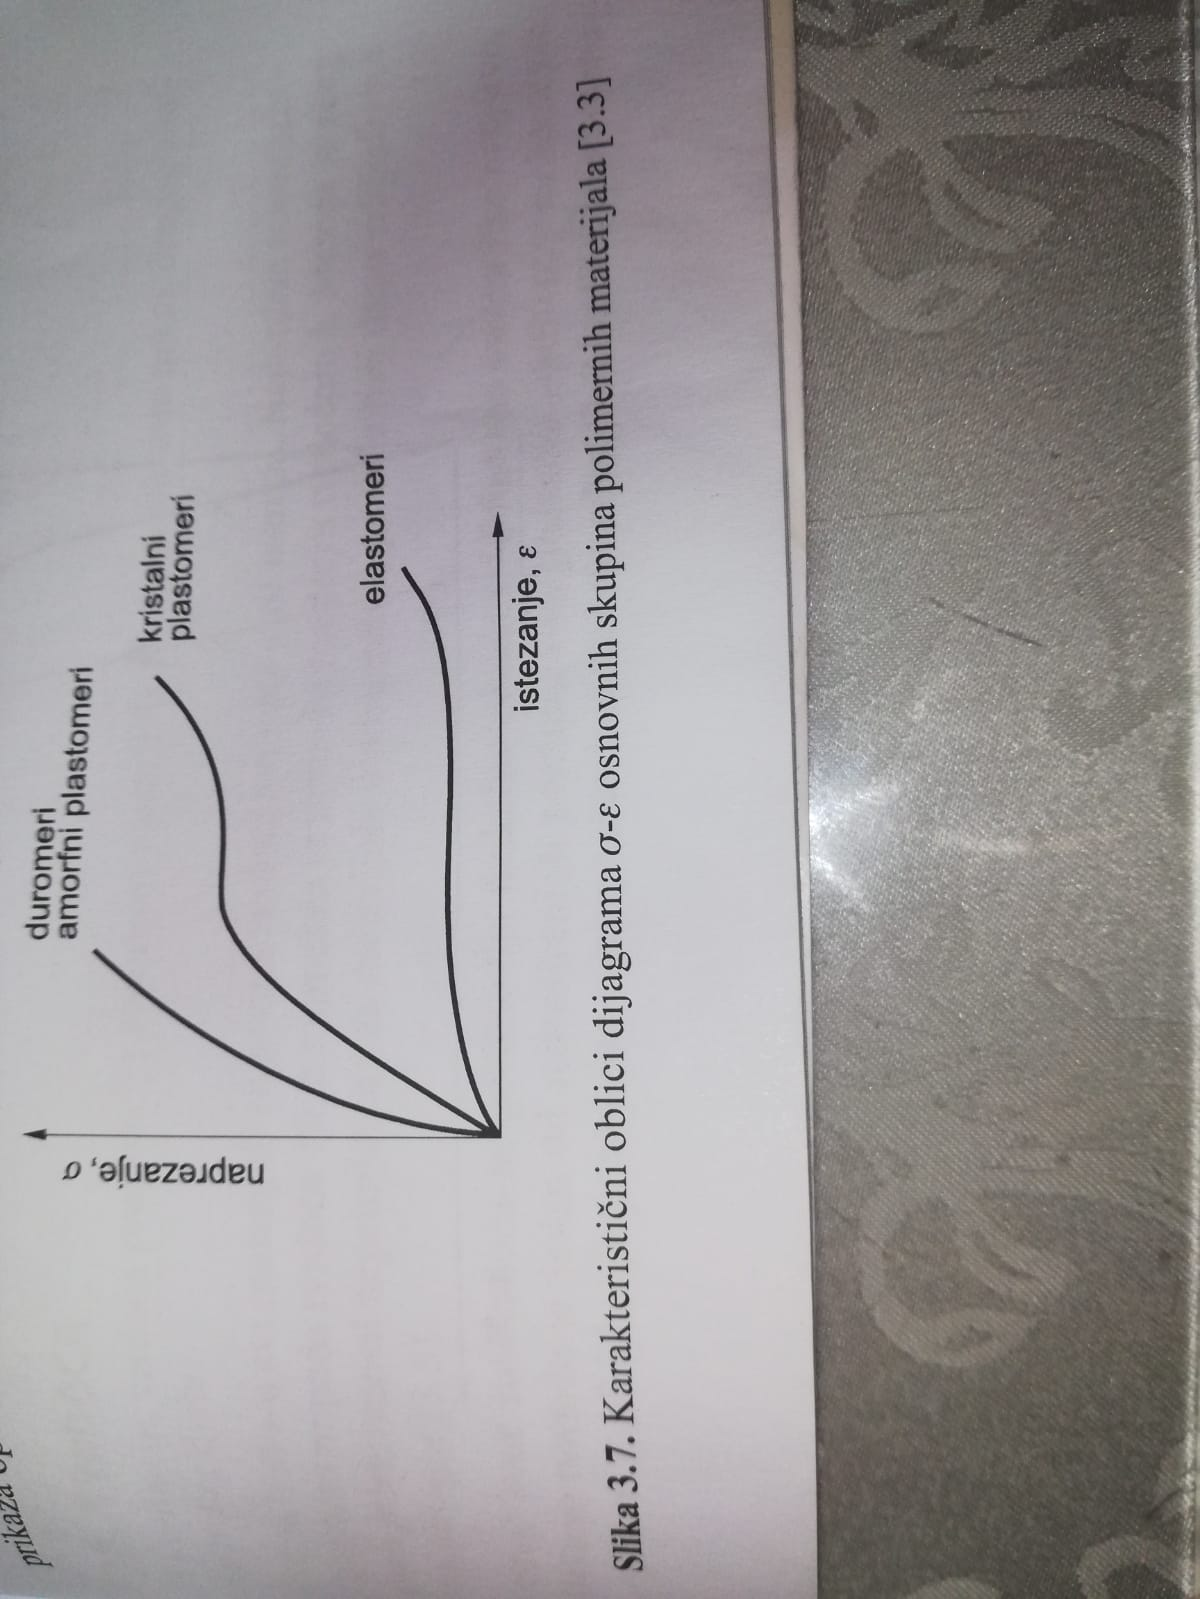 prikaza
duromeri
amorfni plastomeri
kristalni
plastomeri
elastomeri
naprezanje, σ
istezanje, ε
Slika 3.7. Karakteristični oblici dijagrama σ-ε osnovnih skupina polimernih materijala [3.3]